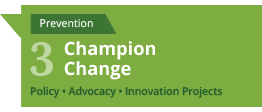 Prevention
3 Champion
Change
Policy • Advocacy • Innovation Projects